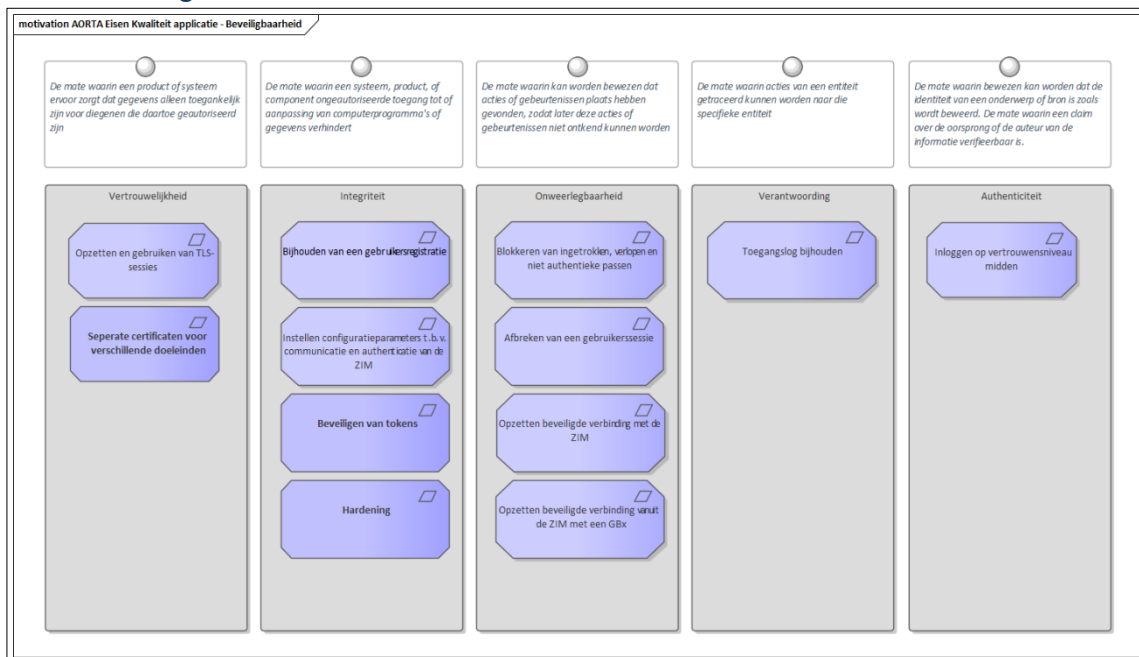 motivation AORTA Eisen Kwaliteit applicatie - Beveiligbaarheid
De mate waarin een product of systeem
ervoor zorgt dat gegevens alleen toegankelijk
zijn voor diegenen die daartoe geautoriseerd
zijn
De mate waarin een systeem, product, of
component ongeautoriseerde toegang tot of
aanpassing van computerprogramma's of
gegevens verhindert
De mate waarin kan worden bewezen dat
acties of gebeurtenissen plaats hebben
gevonden, zodat later deze acties of
gebeurtenissen niet ontkend kunnen worden
De mate waarin acties van een entiteit
getraceerd kunnen worden naar die
specifieke entiteit
De mate waarin bewezen kan worden dat de
identiteit van een onderwerp of bron is zoals
wordt beweerd. De mate waarin een claim
over de oorsprong of de auteur van de
informatie verifieerbaar is.
Vertrouwelijkheid
Opzetten en gebruiken van TLS-
sessies
Seperate certificaten voor
verschillende doeleinden
Integriteit
Bijhouden van een gebruikersregistratie
Instellen configuratieparameters t.b.v.
communicatie en authenticatie van de
ZIM
Beveiligen van tokens
Hardening
Onweerlegbaarheid
Blokkeren van ingetrokken, verlopen en
niet authentieke passen
Afbreken van een gebruikerssessie
Opzetten beveiligde verbinding met de
ZIM
Opzetten beveiligde verbinding vanuit
de ZIM met een GBx
Verantwoording
Toegangslog bijhouden
Authenticiteit
Inloggen op vertrouwensniveau
midden